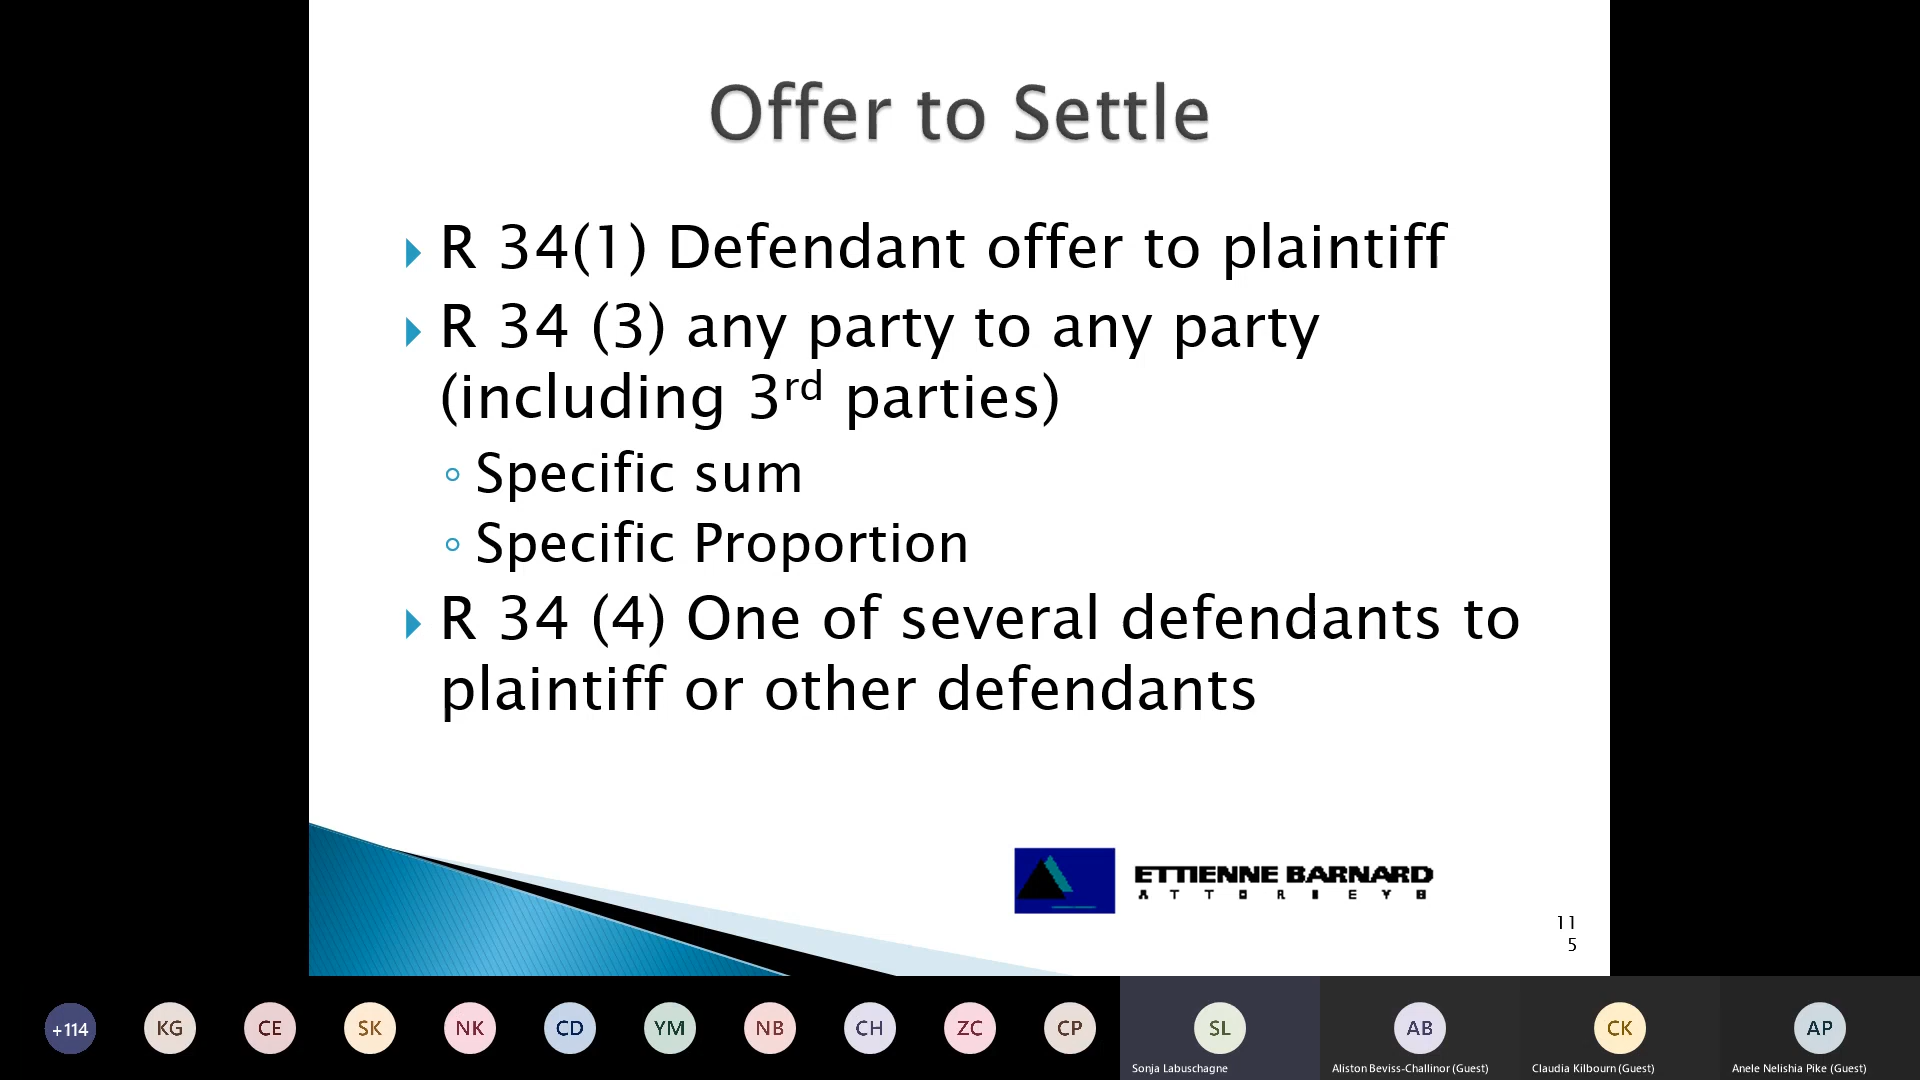 Offer to Settle
R 34(1) Defendant offer to plaintiff
R 34 (3) any party to any party
(including 3rd parties)
Specific sum
Specific Proportion
R 34 (4) One of several defendants to
plaintiff or other defendants
ETTIENNE BARNARD
ATTORNEYS
11
5
+114
KG
CE
SK
NK
CD
YM
NB
CH
ZC
CP
SL
AB
CK
AP
Sonja Labuschagne
Aliston Beviss-Challinor (Guest)
Claudia Kilbourn (Guest)
Anele Nelishia Pike (Guest)